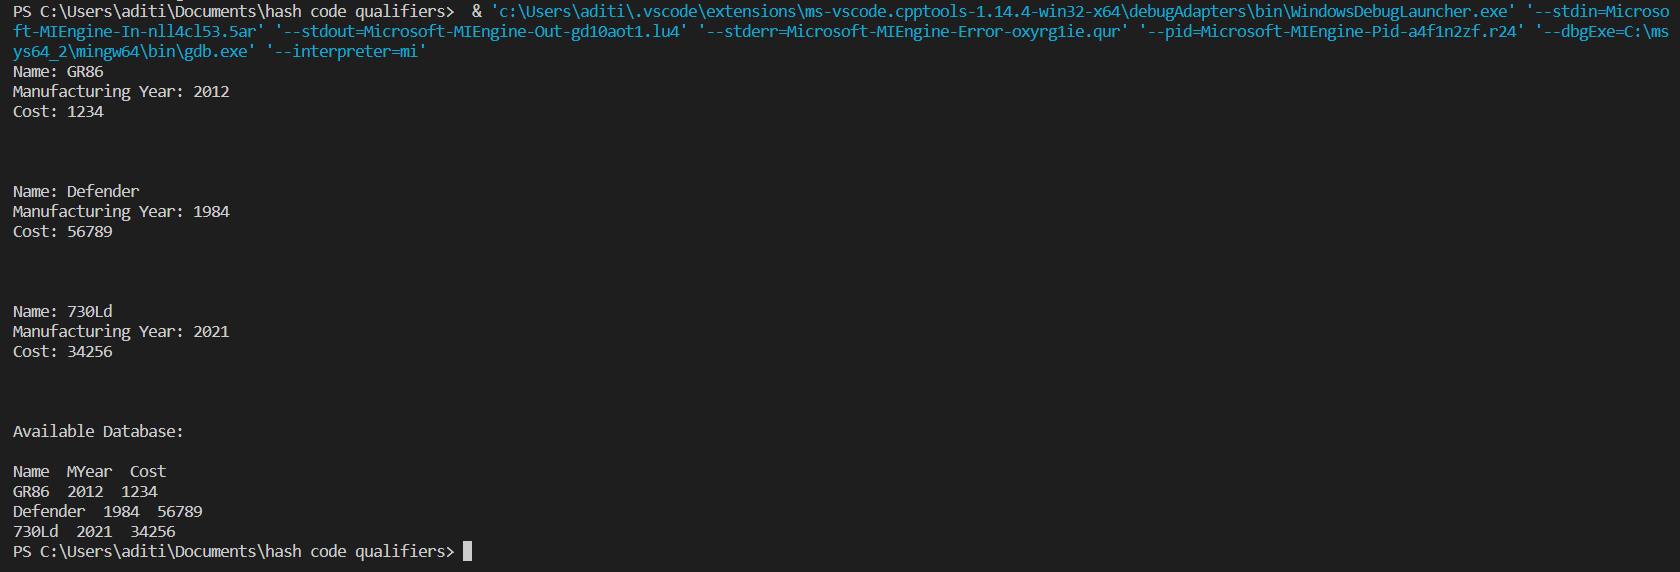 PS C:\Users\aditi\Documents\hash code qualifiers>  & 'c:\Users\aditi\.vscode\extensions\ms-vscode.cpptools-1.14.4-win32-x64\debugAdapters\bin\WindowsDebugLauncher.exe' '--stdin=Microso
ft-MIEngine-In-nll4cl53.5ar' '--stdout=Microsoft-MIEngine-Out-gd10aot1.lu4' '--stderr=Microsoft-MIEngine-Error-oxyrg1ie.qur' '--pid=Microsoft-MIEngine-Pid-a4f1n2zf.r24' '--dbgExe=C:\ms
ys64_2\mingw64\bin\gdb.exe' '--interpreter=mi'
Name: GR86
Manufacturing Year: 2012
Cost: 1234
Name: Defender
Manufacturing Year: 1984
Cost: 56789
Name: 730Ld
Manufacturing Year: 2021
Cost: 34256
Available Database:
Name  MYear  Cost
GR86  2012  1234
Defender  1984  56789
730Ld  2021  34256
PS C:\Users\aditi\Documents\hash code qualifiers>